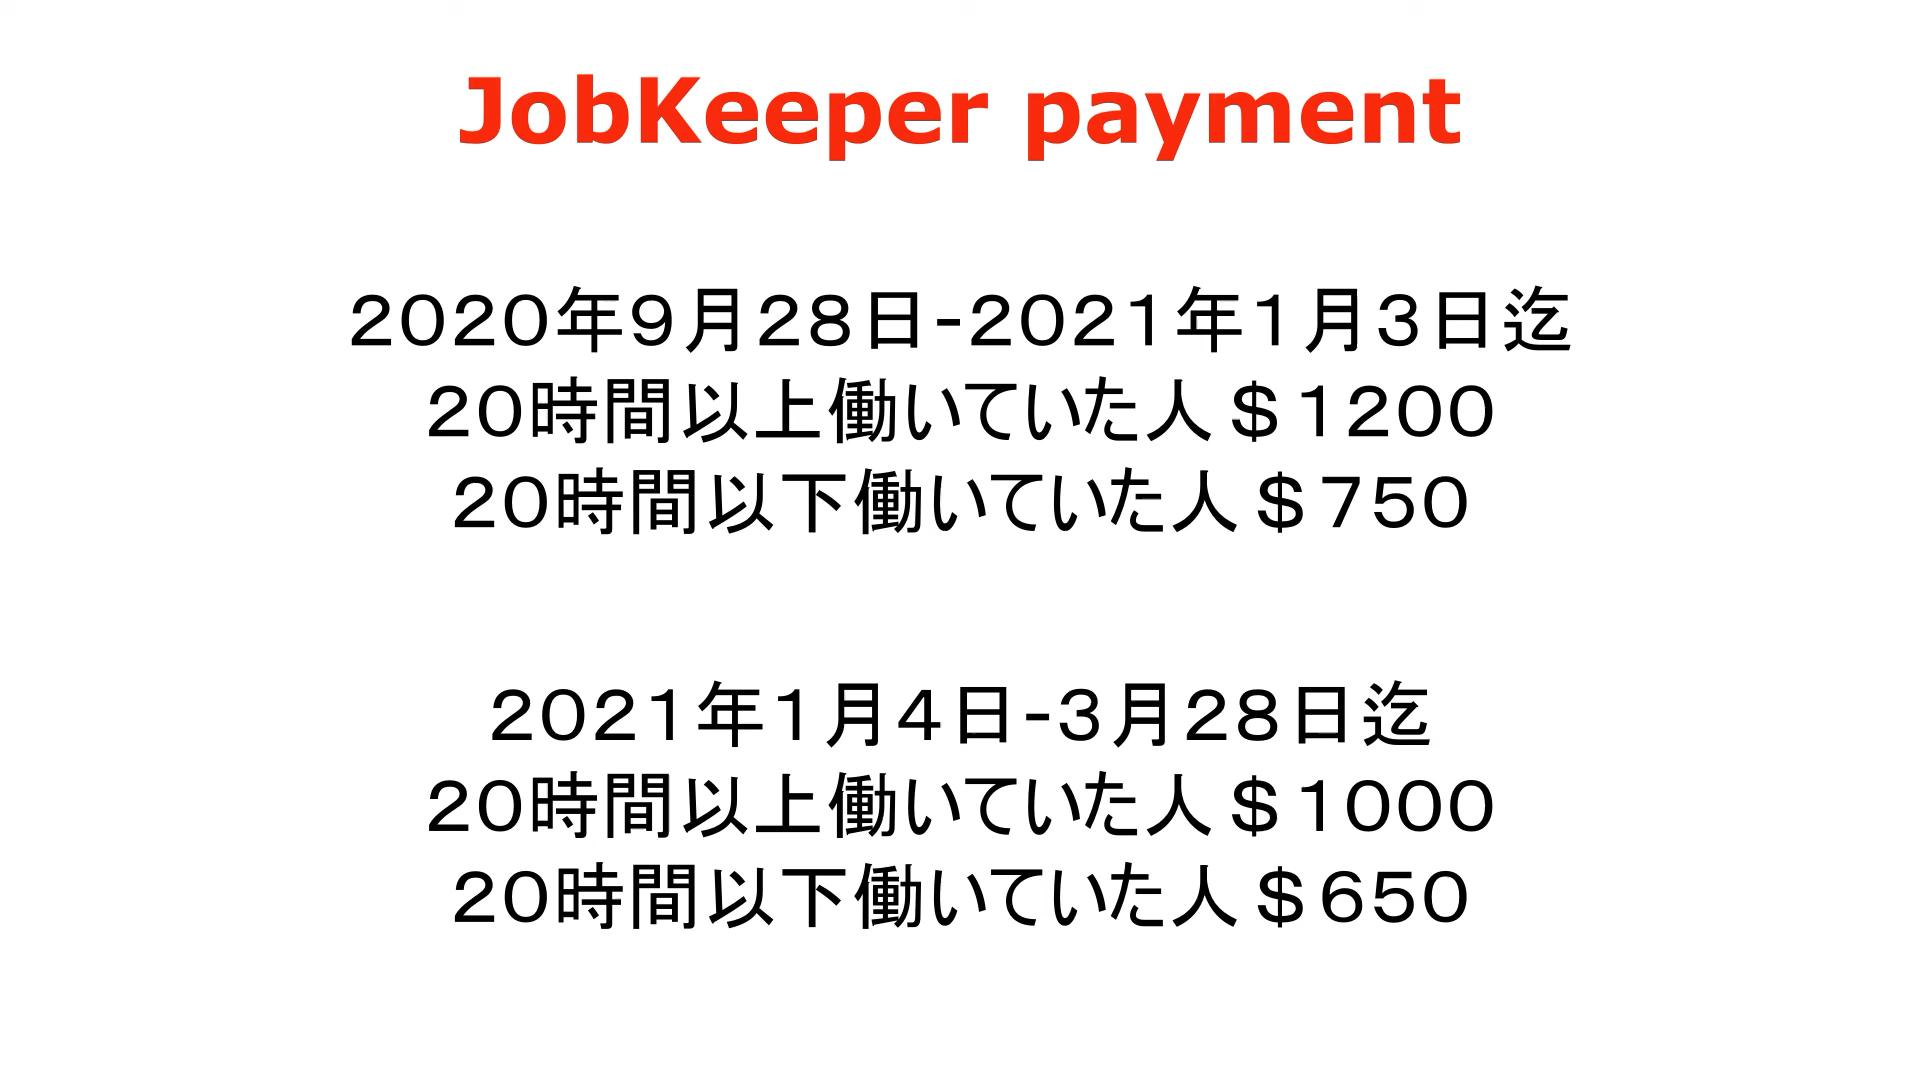 JobKeeper payment
２０２０年９月２８日-２０２１年１月３日迄
２０時間以上働いていた人＄１２００
２０時間以下働いていた人＄７５０
２０２１年１月４日-３月２８日迄
２０時間以上働いていた人＄１０００
２０時間以下働いていた人＄６５０